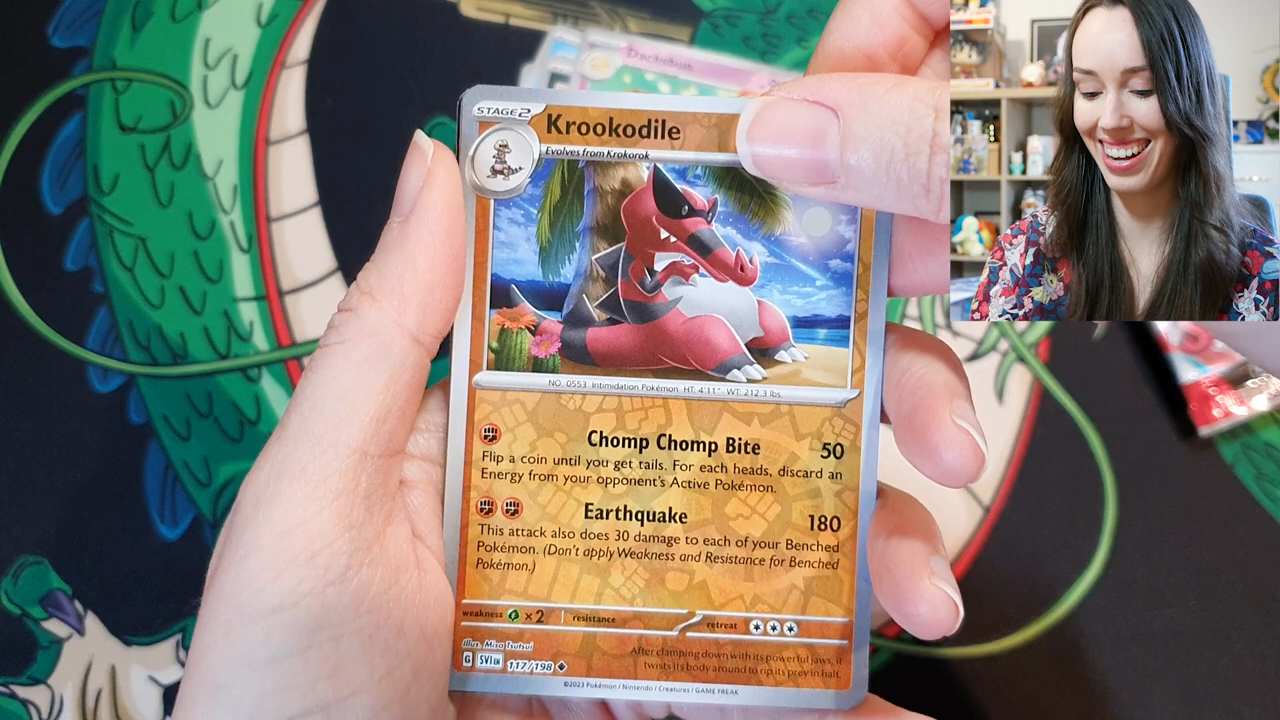 STAGE2
Krookodile
Evolves from Krokorok
NO. 0553 Intimidation Pokémon HT: 4'11" WT: 212.3 lbs.
Chomp Chomp Bite 50
Flip a coin until you get tails. For each heads, discard an
Energy from your opponent's Active Pokémon.
Earthquake 180
This attack also does 30 damage to each of your Benched
Pokémon. (Don't apply Weakness and Resistance for Benched
Pokémon.)
weakness ×2 resistance retreat
Illus. Misa Tsutsui
G SVI EN 117/198
After clamping down with its powerful jaws, it
twists its body around to rip its prey in half.
©2023 Pokémon / Nintendo / Creatures / GAME FREAK